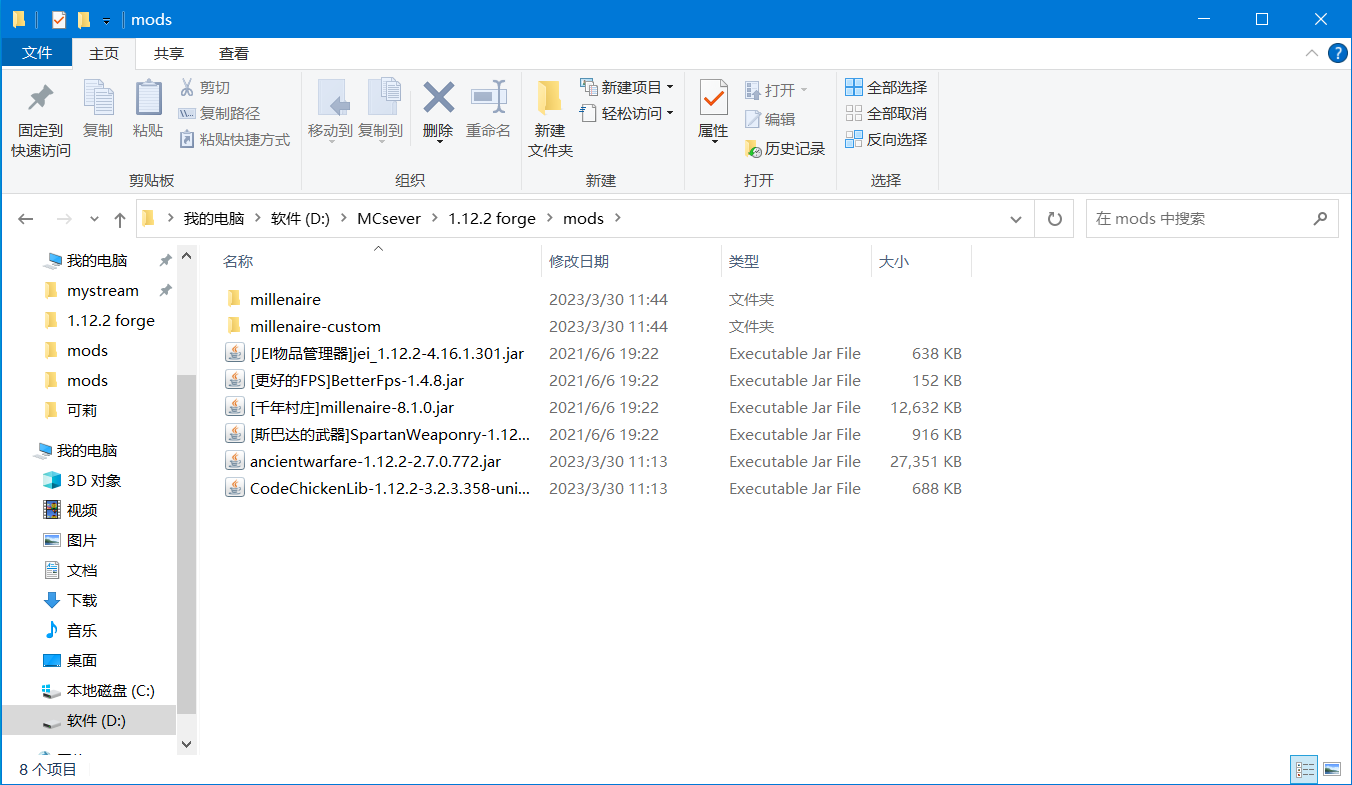 mods
文件 主页 共享 查看
固定到 快速访问 复制 粘贴 剪切 复制路径 粘贴快捷方式 移动到 复制到 删除 重命名 新建 文件夹 新建项目 轻松访问 属性 打开 编辑 历史记录 全部选择 全部取消 反向选择
剪贴板 组织 新建 打开 选择
我的电脑 软件 (D:) MCsever 1.12.2 forge mods 在 mods 中搜索
名称 修改日期 类型 大小
millenaire 2023/3/30 11:44 文件夹
millenaire-custom 2023/3/30 11:44 文件夹
[JEI物品管理器]jei_1.12.2-4.16.1.301.jar 2021/6/6 19:22 Executable Jar File 638 KB
[更好的FPS]BetterFps-1.4.8.jar 2021/6/6 19:22 Executable Jar File 152 KB
[千年村庄]millenaire-8.1.0.jar 2021/6/6 19:22 Executable Jar File 12,632 KB
[斯巴达的武器]SpartanWeaponry-1.12... 2021/6/6 19:22 Executable Jar File 916 KB
ancientwarfare-1.12.2-2.7.0.772.jar 2023/3/30 11:13 Executable Jar File 27,351 KB
CodeChickenLib-1.12.2-3.2.3.358-uni... 2023/3/30 11:13 Executable Jar File 688 KB
我的电脑
mystream
1.12.2 forge
mods
mods
可莉
我的电脑
3D 对象
视频
图片
文档
下载
音乐
桌面
本地磁盘 (C:)
软件 (D:)
8 个项目